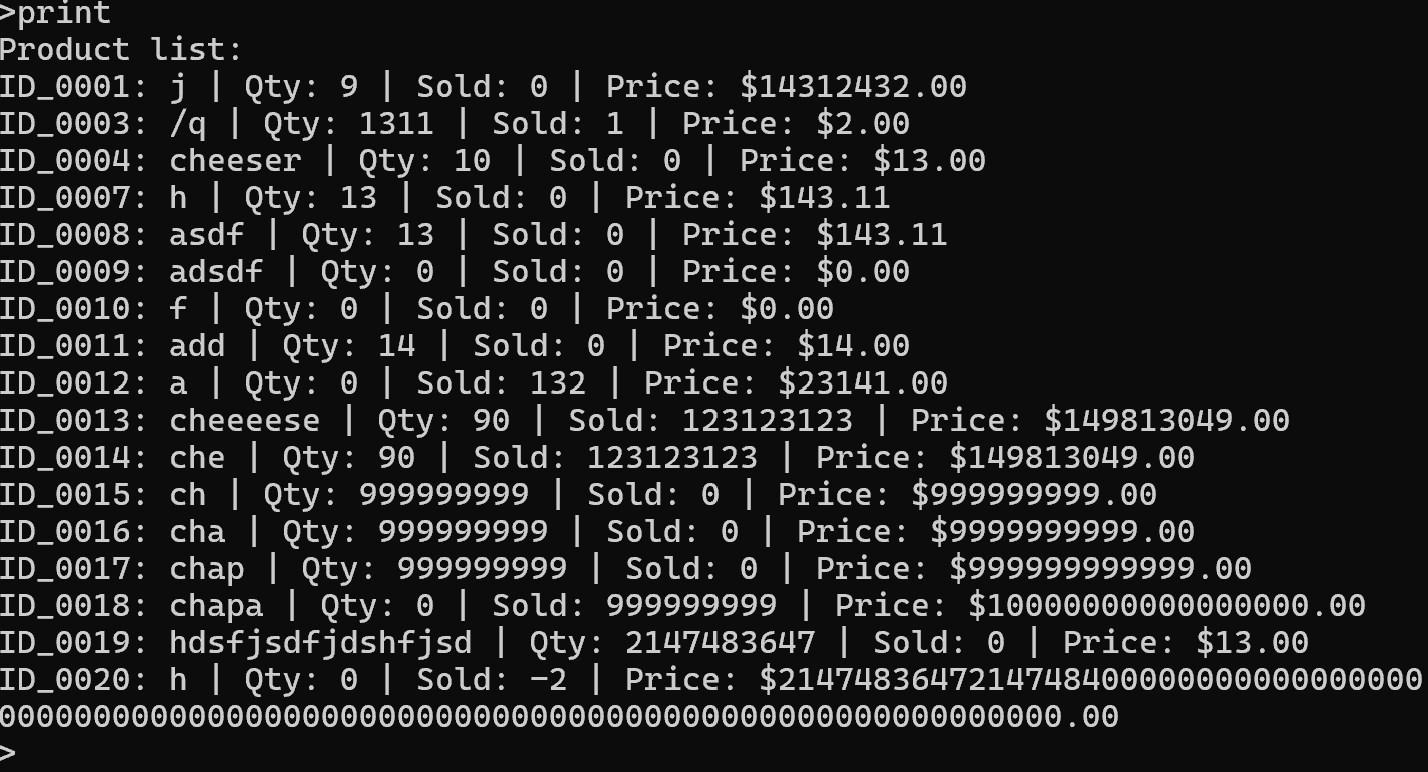 >print
Product list:
ID_0001: j | Qty: 9 | Sold: 0 | Price: $14312432.00
ID_0003: /q | Qty: 1311 | Sold: 1 | Price: $2.00
ID_0004: cheeser | Qty: 10 | Sold: 0 | Price: $13.00
ID_0007: h | Qty: 13 | Sold: 0 | Price: $143.11
ID_0008: asdf | Qty: 13 | Sold: 0 | Price: $143.11
ID_0009: adsdf | Qty: 0 | Sold: 0 | Price: $0.00
ID_0010: f | Qty: 0 | Sold: 0 | Price: $0.00
ID_0011: add | Qty: 14 | Sold: 0 | Price: $14.00
ID_0012: a | Qty: 0 | Sold: 132 | Price: $23141.00
ID_0013: cheeeese | Qty: 90 | Sold: 123123123 | Price: $149813049.00
ID_0014: che | Qty: 90 | Sold: 123123123 | Price: $149813049.00
ID_0015: ch | Qty: 999999999 | Sold: 0 | Price: $999999999.00
ID_0016: cha | Qty: 999999999 | Sold: 0 | Price: $9999999999.00
ID_0017: chap | Qty: 999999999 | Sold: 0 | Price: $999999999999.00
ID_0018: chapa | Qty: 0 | Sold: 999999999 | Price: $10000000000000000.00
ID_0019: hdsfjsdfjdshfjsd | Qty: 2147483647 | Sold: 0 | Price: $13.00
ID_0020: h | Qty: 0 | Sold: -2 | Price: $2147483647214748400000000000000000
00000000000000000000000000000000000000000000000000000000.00
>